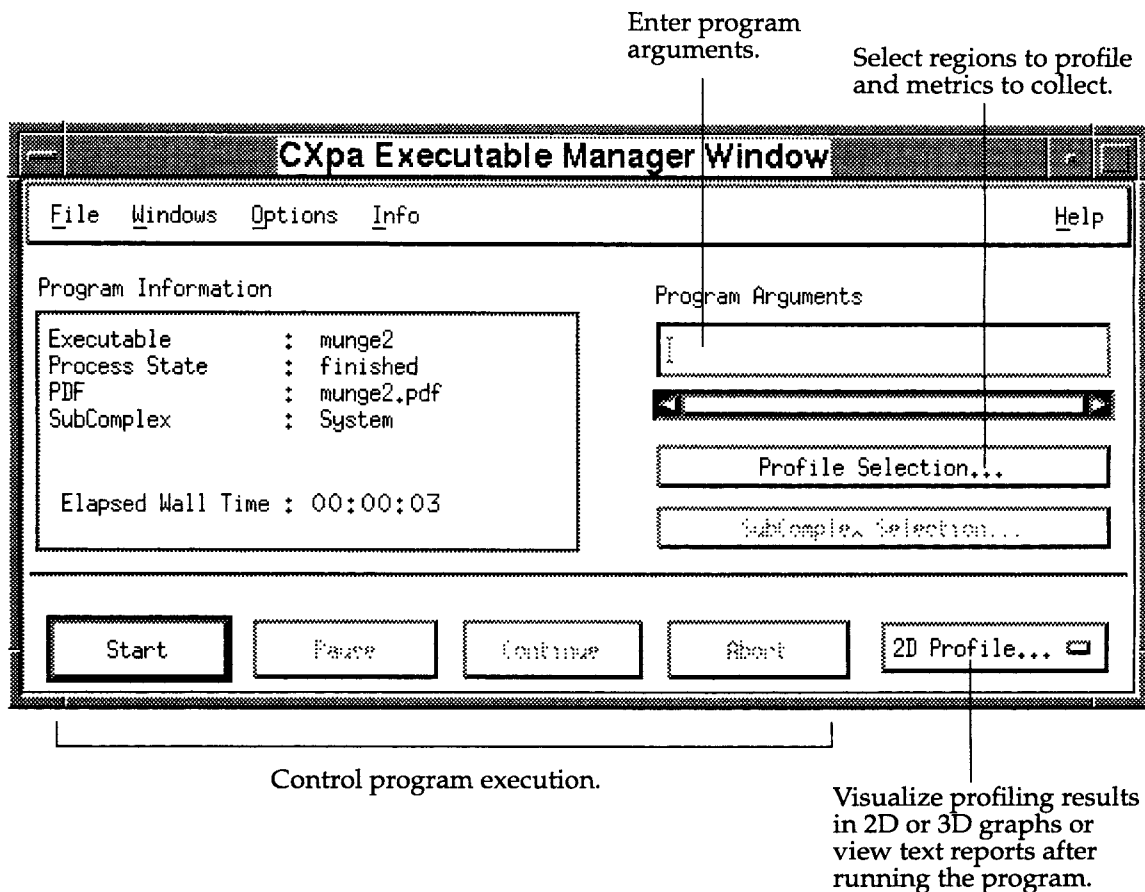 Enter program
arguments.
Select regions to profile
and metrics to collect.
CXpa Executable Manager Window
File Windows Options Info Help
Program Information
Executable : munge2
Process State : finished
PDF : munge2.pdf
SubComplex : System
Elapsed Wall Time : 00:00:03
Program Arguments
Profile Selection...
SubComplex Selection...
Start Pause Continue Abort 2D Profile...
Control program execution.
Visualize profiling results
in 2D or 3D graphs or
view text reports after
running the program.